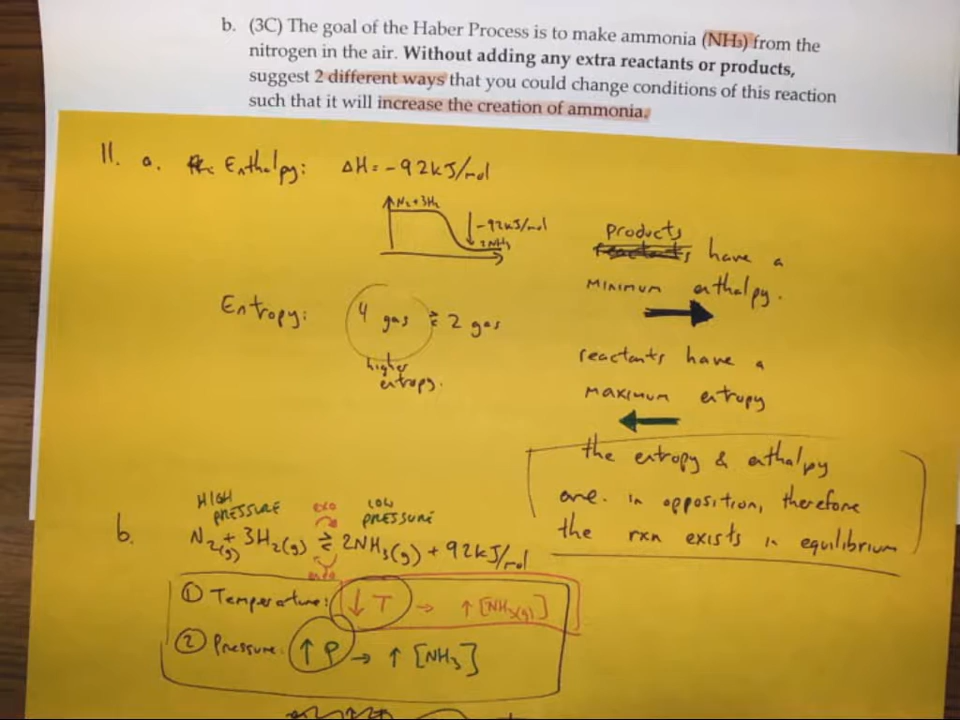 b. (3C) The goal of the Haber Process is to make ammonia (NH₃) from the
nitrogen in the air. Without adding any extra reactants or products,
suggest 2 different ways that you could change conditions of this reaction
such that it will increase the creation of ammonia.
11. a. Enthalpy: ΔH = -92kJ/mol
N₂+3H₂
-92kJ/mol
2NH₃
products
reactants have a
minimum enthalpy.
→
Entropy: 4 gas ⇌ 2 gas
higher
entropy.
reactants have a
maximum entropy
←
the entropy & enthalpy
are in opposition, therefore
the rxn exists in equilibrium
HIGH PRESSURE exo LOW PRESSURE
b. N₂(g) + 3H₂(g) ⇌ 2NH₃(g) + 92kJ/mol
endo
① Temperature: ↓ T → ↑ [NH₃(g)]
② Pressure: ↑ P → ↑ [NH₃]